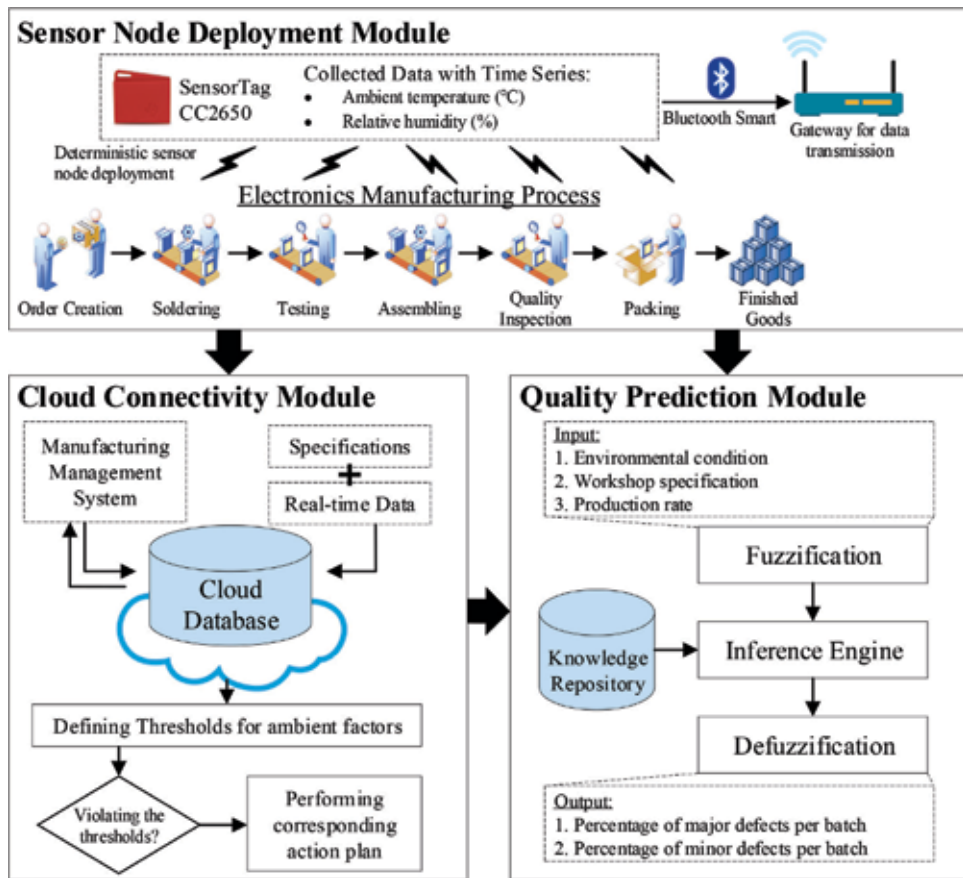 Sensor Node Deployment Module
SensorTag
CC2650
Collected Data with Time Series:
• Ambient temperature (℃)
• Relative humidity (%)
Bluetooth Smart
Gateway for data
transmission
Deterministic sensor
node deployment
Electronics Manufacturing Process
Order Creation
Soldering
Testing
Assembling
Quality
Inspection
Packing
Finished
Goods
Cloud Connectivity Module
Manufacturing
Management
System
Specifications
+
Real-time Data
Cloud
Database
Defining Thresholds for ambient factors
Violating the
thresholds?
Performing
corresponding
action plan
Quality Prediction Module
Input:
1. Environmental condition
2. Workshop specification
3. Production rate
Fuzzification
Knowledge
Repository
Inference Engine
Defuzzification
Output:
1. Percentage of major defects per batch
2. Percentage of minor defects per batch